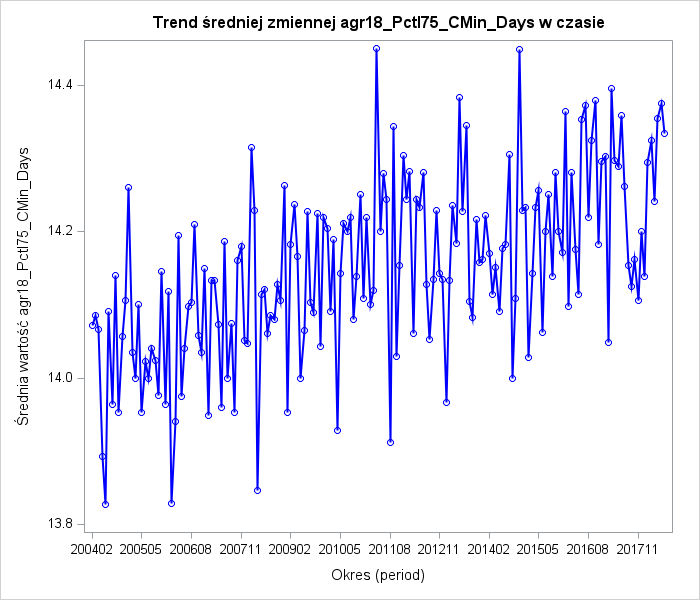 Trend średniej zmiennej agr18_Pctl75_CMin_Days w czasie
Średnia wartość agr18_Pctl75_CMin_Days
14.4
14.2
14.0
13.8
200402 200505 200608 200711 200902 201005 201108 201211 201402 201505 201608 201711
Okres (period)